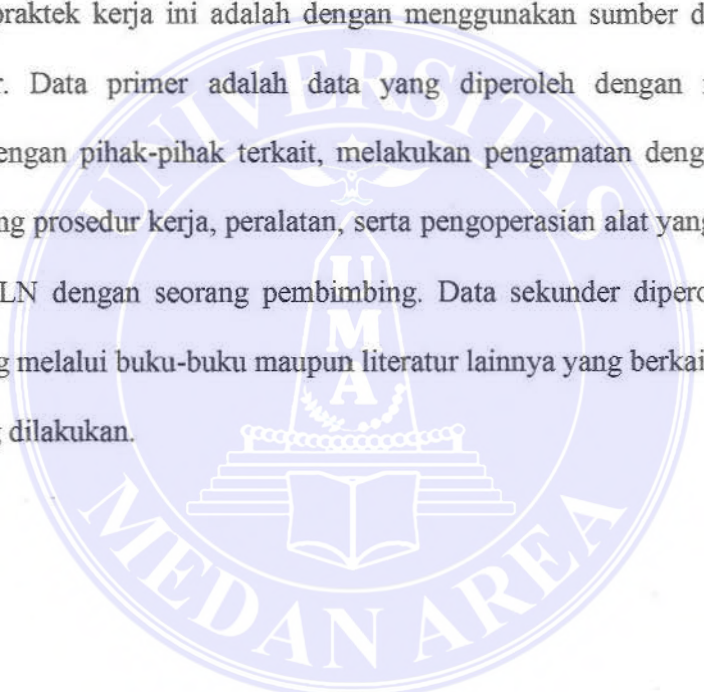 praktek kerja ini adalah dengan menggunakan sumber d
r. Data primer adalah data yang diperoleh dengan
engan pihak-pihak terkait, melakukan pengamatan deng
ng prosedur kerja, peralatan, serta pengoperasian alat yang
LN dengan seorang pembimbing. Data sekunder dipero
g melalui buku-buku maupun literatur lainnya yang berkai
dilakukan.
UNIVERSITAS
UMA
MEDAN AREA